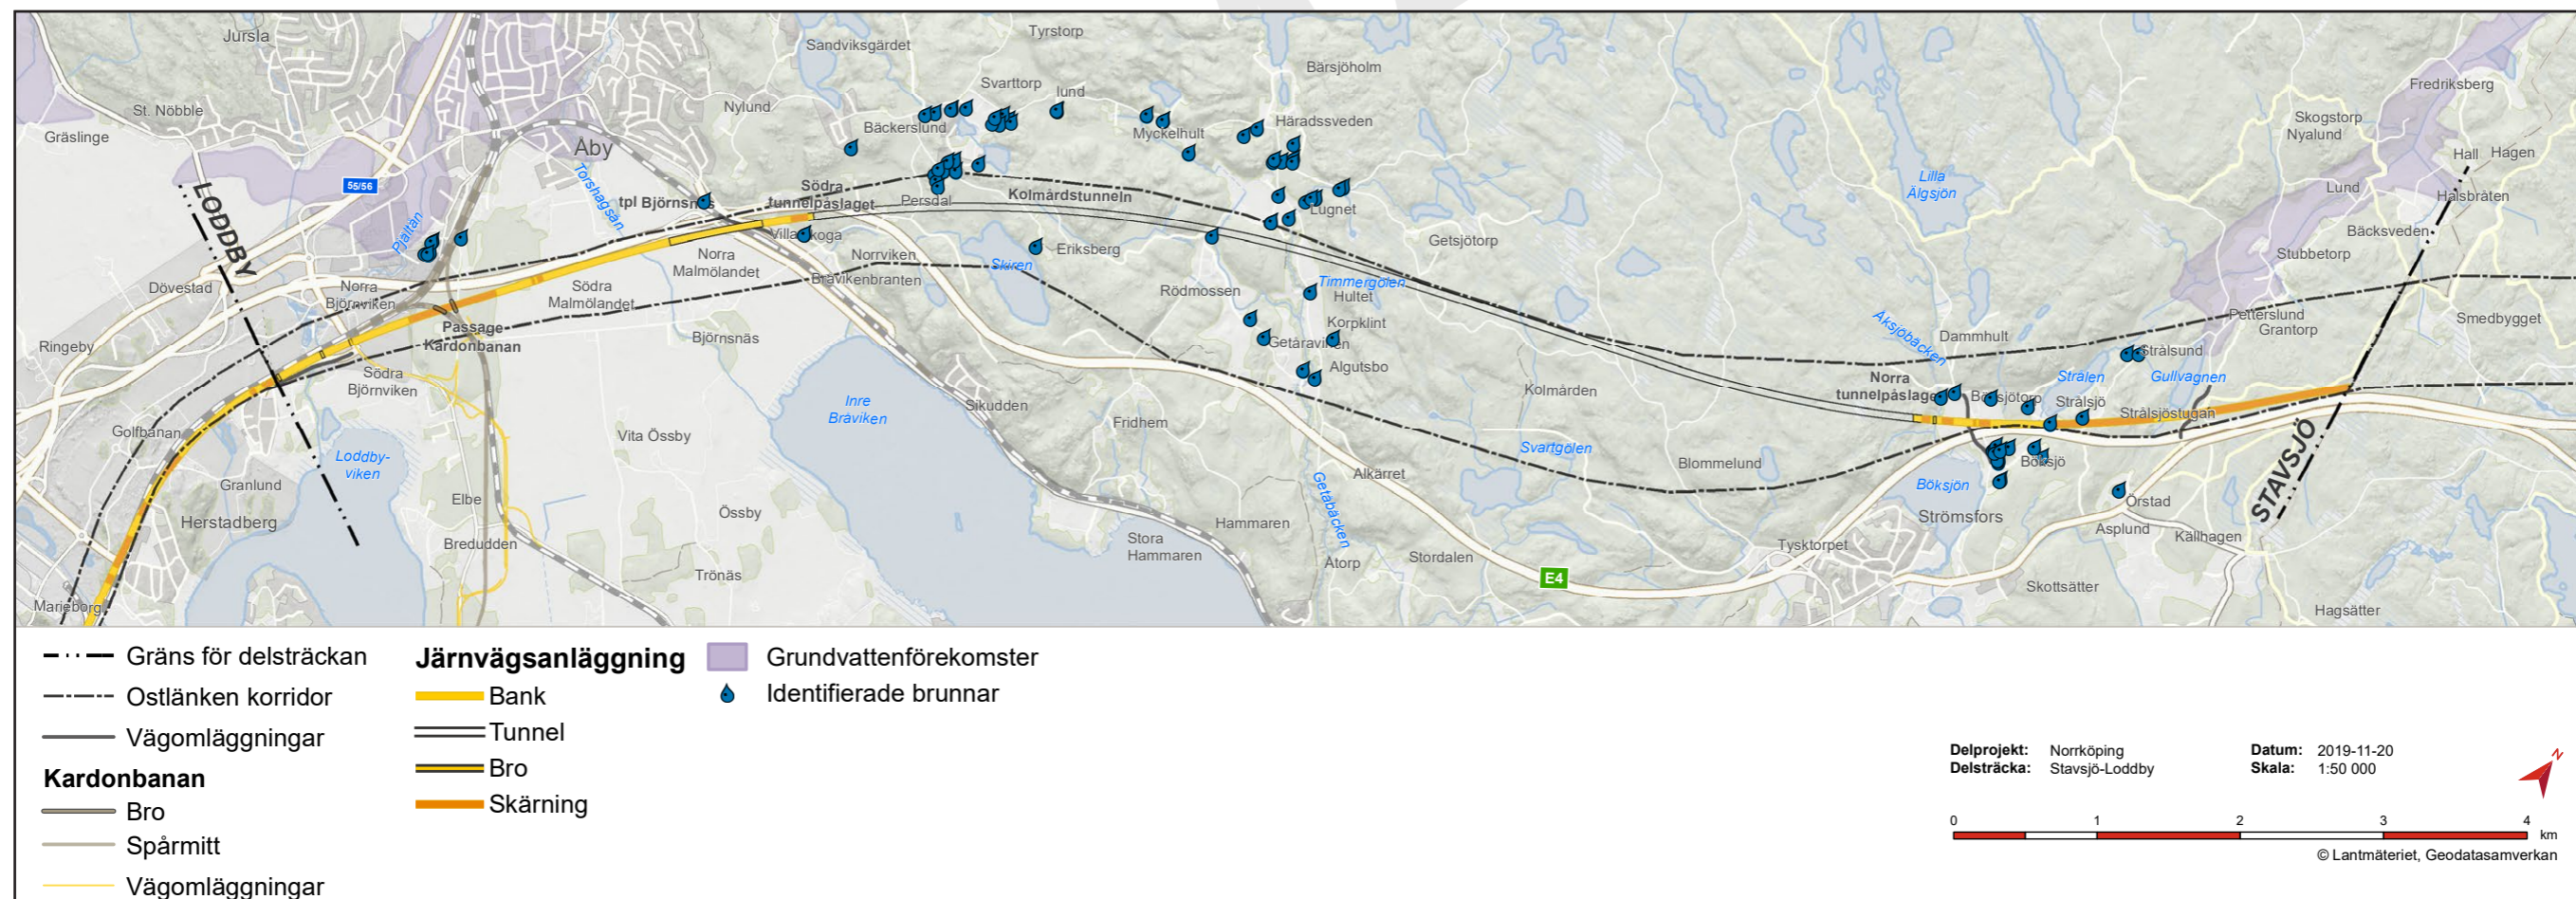 Jursla
Sandviksgärdet
Tyrstorp
Bärsjöholm
Fredriksberg
Svarttorp
lund
St. Nöbble
Nylund
Skogstorp
Nyalund
Gräslinge
Bäckerslund
Myckelhult
Häradssveden
Åby
Hall
Hagen
55/56
LODDBY
Torshagsån
Södra
tunnelpåslaget
Kolmårdstunneln
Lilla
Älgsjön
Lund
Halsbråten
tpl Björnsnäs
Persdal
Lugnet
Pjältån
Villa Skoga
Getsjötorp
Bäcksveden
Norra
Malmölandet
Norrviken
Eriksberg
Skiren
Stubbetorp
Bråvikenbranten
Dövestad
Norra
Björnviken
Södra
Malmölandet
Rödmossen
Timmergölen
Hultet
Korpklint
Petterslund
Grantorp
Smedbygget
Passage
Kardonbanan
Björnsnäs
Getåravinen
Aksjöbäcken
Dammhult
Strålsund
Ringeby
Algutsbo
Södra
Björnviken
Kolmården
Norra
tunnelpåslaget
Böksjötorp
Strålen
Gullvagnen
Inre
Bråviken
Sikudden
Strålsjö
Strålsjöstugan
Golfbanan
Fridhem
Vita Össby
STAVSJÖ
Loddby-
viken
Svartgölen
Blommelund
Böksjö
Alkärret
Granlund
Getåbäcken
Böksjön
Elbe
Örstad
Herstadberg
Össby
Hammaren
Strömsfors
Asplund
Källhagen
Bredudden
Stora
Hammaren
Tysktorpet
Stordalen
Åtorp
Trönäs
E4
Skottsätter
Marieborg
Hagsätter
Gräns för delsträckan
Ostlänken korridor
Vägomläggningar
Kardonbanan
Bro
Spårmitt
Vägomläggningar
Järnvägsanläggning
Bank
Tunnel
Bro
Skärning
Grundvattenförekomster
Identifierade brunnar
Delprojekt: Norrköping
Delsträcka: Stavsjö-Loddby
Datum: 2019-11-20
Skala: 1:50 000
N
0 1 2 3 4
km
© Lantmäteriet, Geodatasamverkan